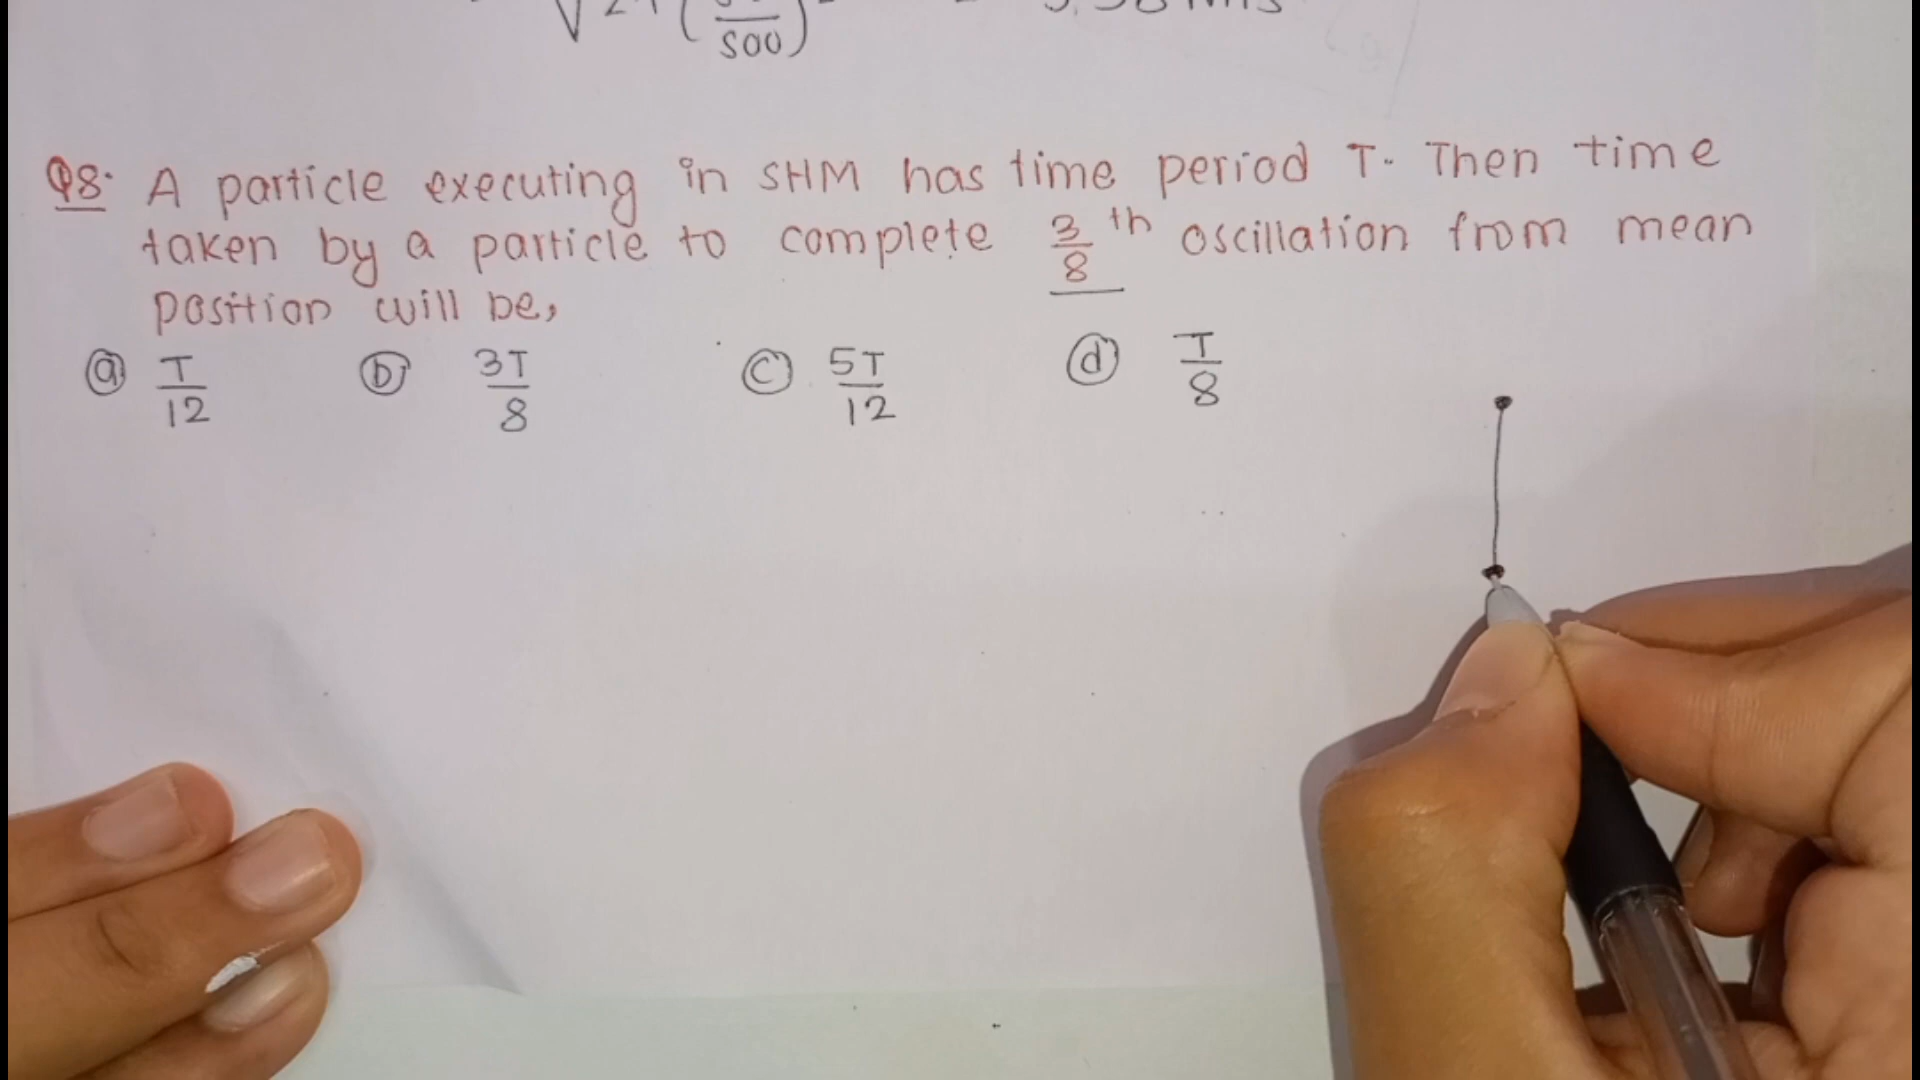 500
Q8. A particle executing in SHM has time period T. Then time
taken by a particle to complete 3/8 th oscillation from mean
position will be,
(a) T/12 (b) 3T/8 (c) 5T/12 (d) T/8